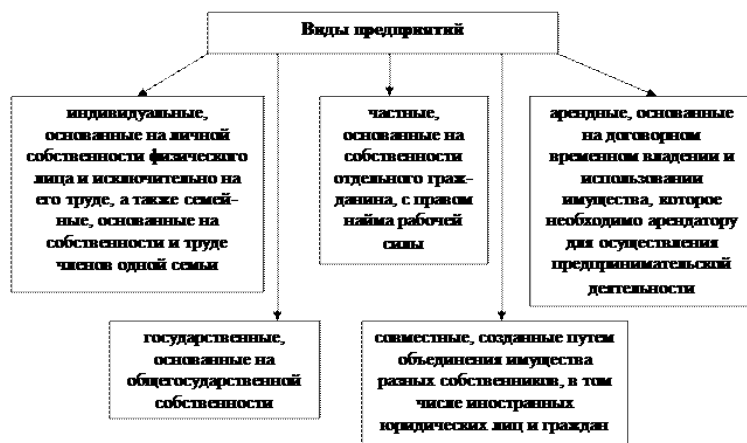 Виды предприятий
индивидуальные,
основанные на личной
собственности физического
лица и исключительно на
его труде, а также семей-
ные, основанные на
собственности и труде
членов одной семьи
частные,
основанные на
собственности
отдельного граж-
данина, с правом
найма рабочей
силы
арендные, основанные
на договорном
временном владении и
использовании
имущества, которое
необходимо арендатору
для осуществления
предпринимательской
деятельности
государственные,
основанные на
общегосударственной
собственности
совместные, созданные путем
объединения имущества
разных собственников, в том
числе иностранных
юридических лиц и граждан